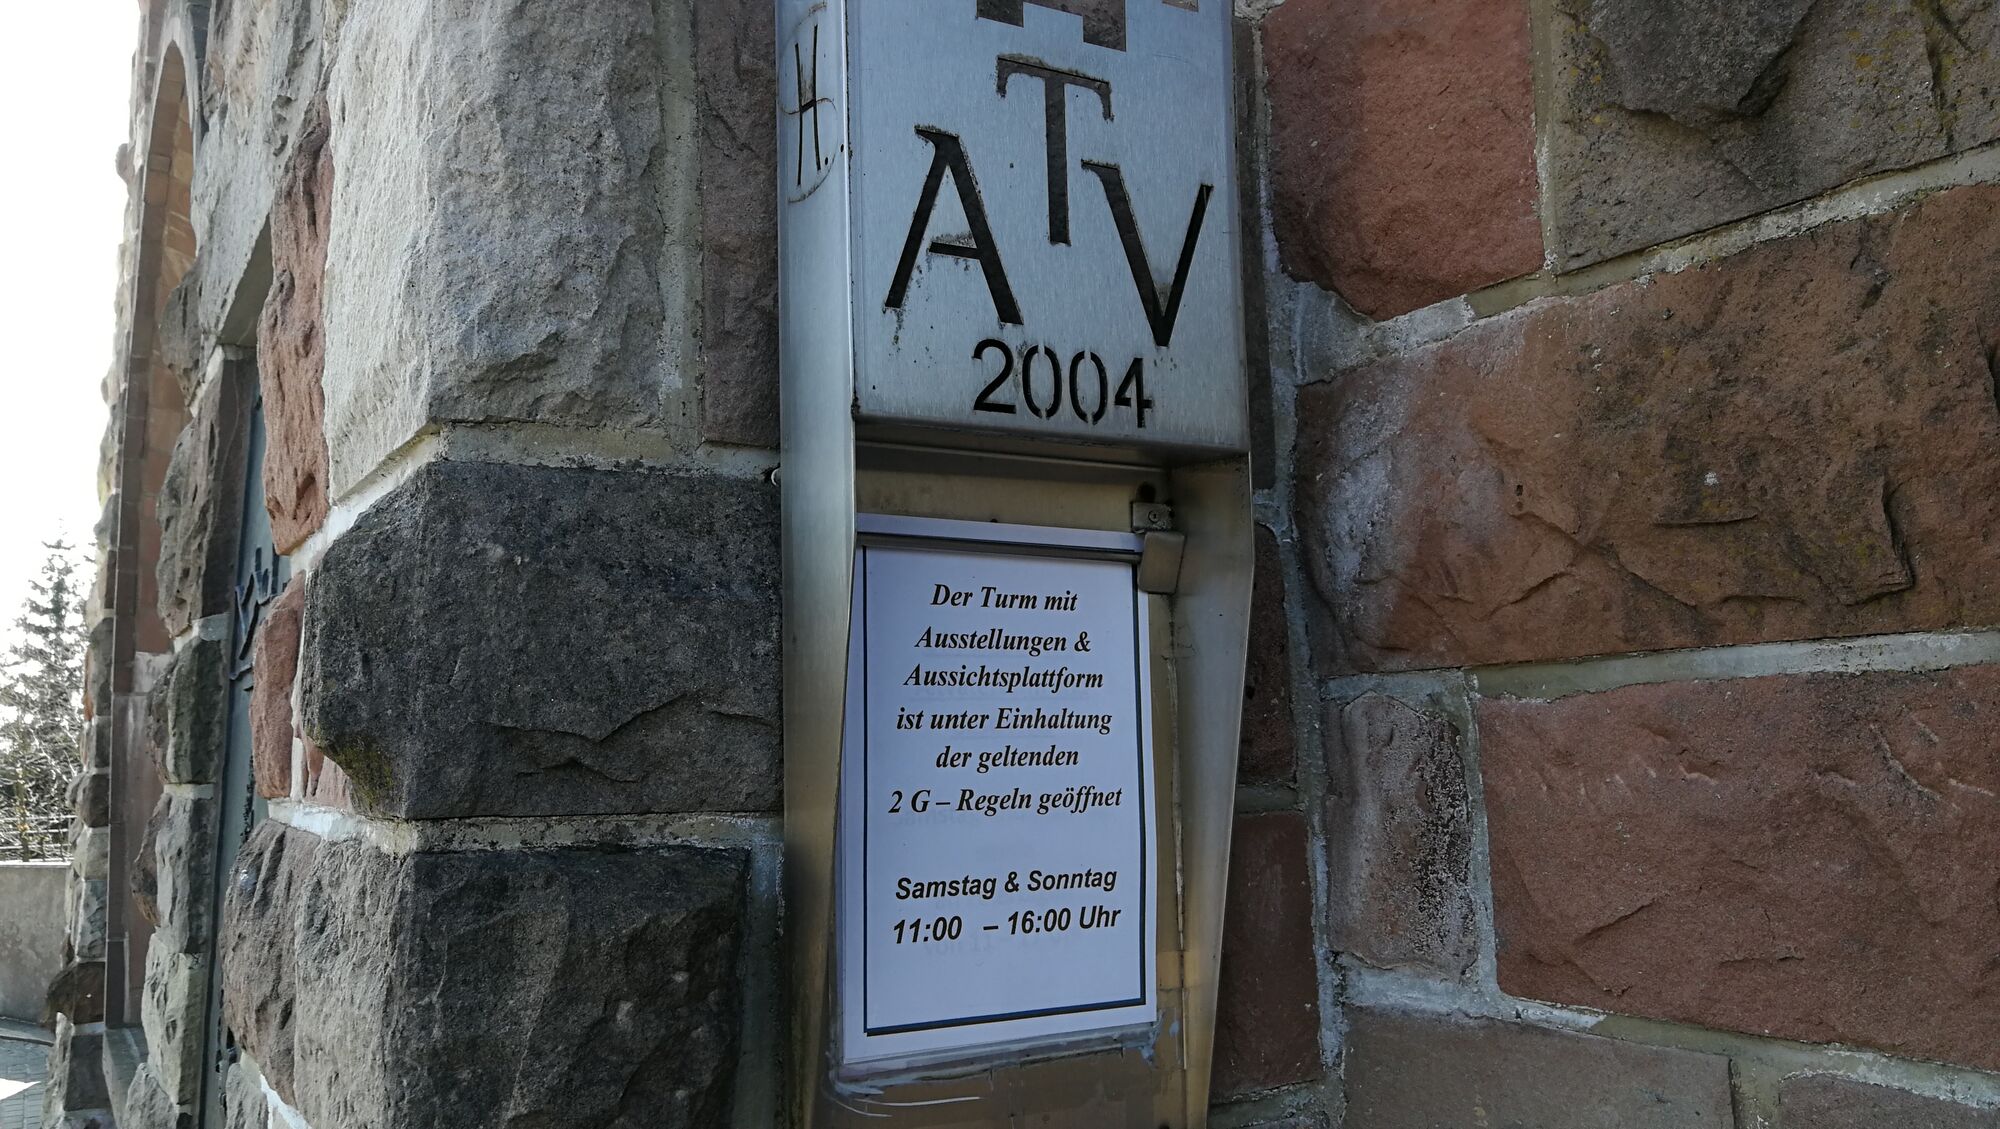 ATV
2004
Der Turm mit
Ausstellungen &
Aussichtsplattform
ist unter Einhaltung
der geltenden
2 G – Regeln geöffnet
Samstag & Sonntag
11:00 – 16:00 Uhr